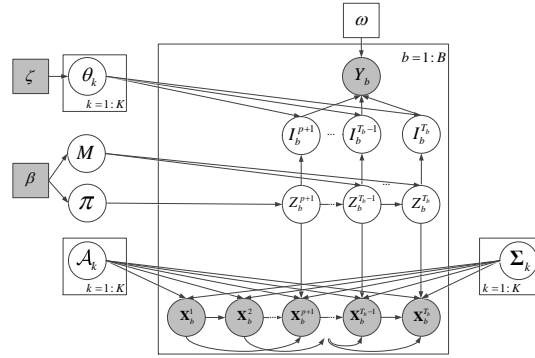 ω
b = 1: B
Y_b
ζ
θ_k
k = 1: K
I_b^{p+1} ... I_b^{T_b-1} I_b^{T_b}
M
β
...
π
Z_b^{p+1} Z_b^{T_b-1} Z_b^{T_b}
𝒜_k
k = 1: K
Σ_k
k = 1: K
X_b^1 X_b^2 X_b^{p+1} X_b^{T_b-1} X_b^{T_b}